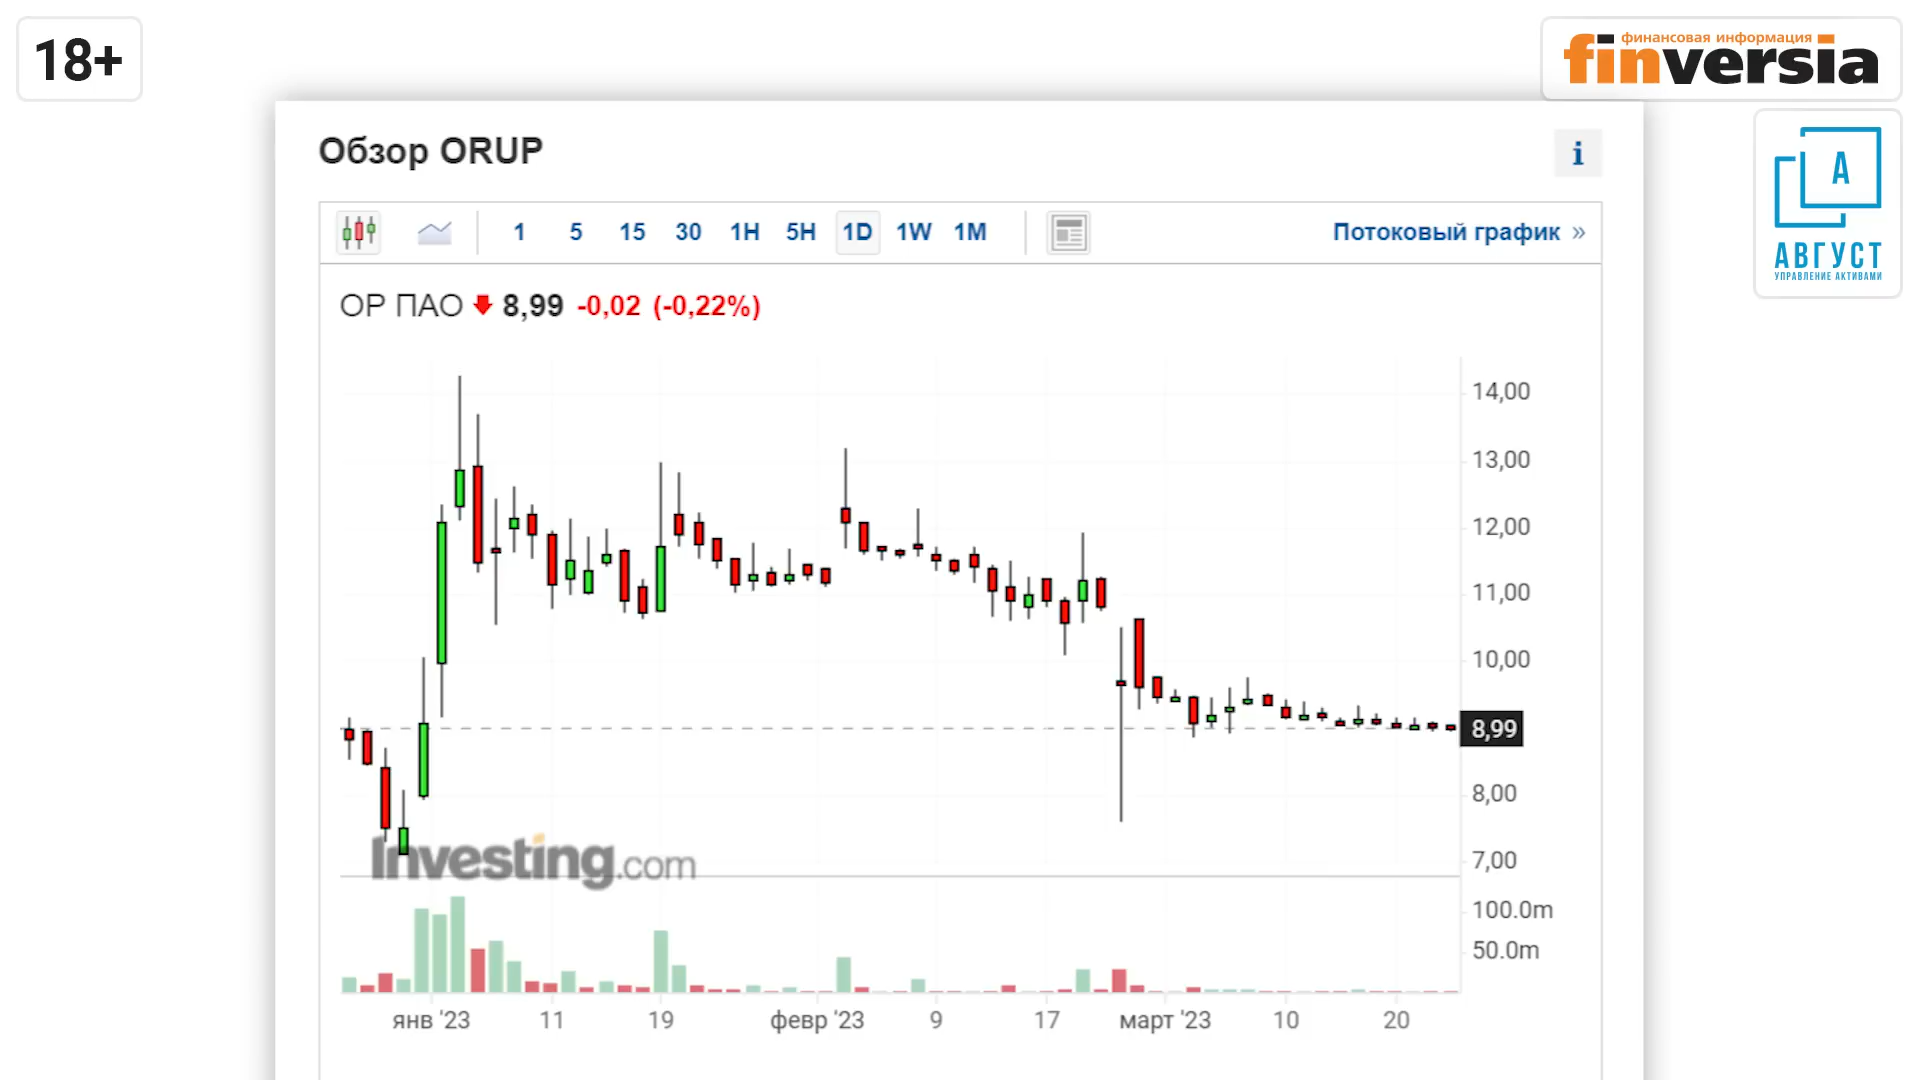 18+
финансовая информация
finversia
А
АВГУСТ
УПРАВЛЕНИЕ АКТИВАМИ
Обзор ORUP
i
1 5 15 30 1H 5H 1D 1W 1M
Потоковый график »
ОР ПАО 8,99 -0,02 (-0,22%)
14,00
13,00
12,00
11,00
10,00
8,99
8,00
7,00
Investing.com
100.0m
50.0m
янв '23 11 19 февр '23 9 17 март '23 10 20